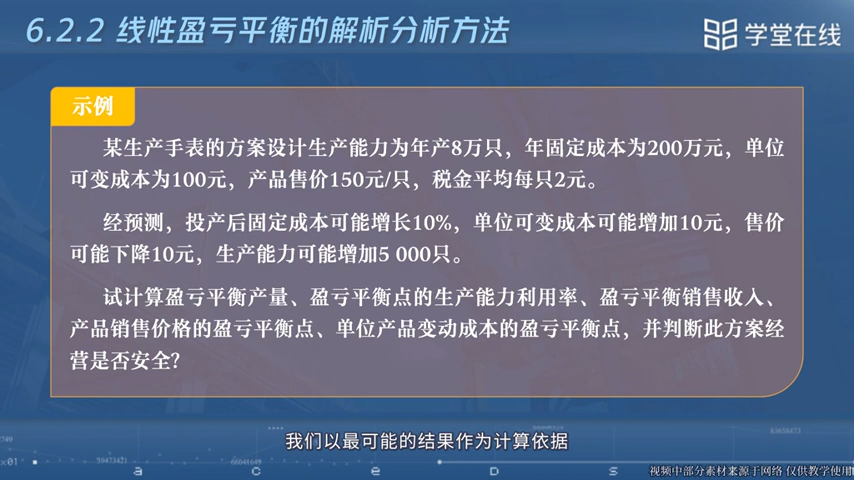 6.2.2 线性盈亏平衡的解析分析方法
学堂在线
示例
某生产手表的方案设计生产能力为年产8万只，年固定成本为200万元，单位
可变成本为100元，产品售价150元/只，税金平均每只2元。
经预测，投产后固定成本可能增长10%，单位可变成本可能增加10元，售价
可能下降10元，生产能力可能增加5 000只。
试计算盈亏平衡产量、盈亏平衡点的生产能力利用率、盈亏平衡销售收入、
产品销售价格的盈亏平衡点、单位产品变动成本的盈亏平衡点，并判断此方案经
营是否安全？
我们以最可能的结果作为计算依据
a c e D s
视频中部分素材来源于网络 仅供教学使用